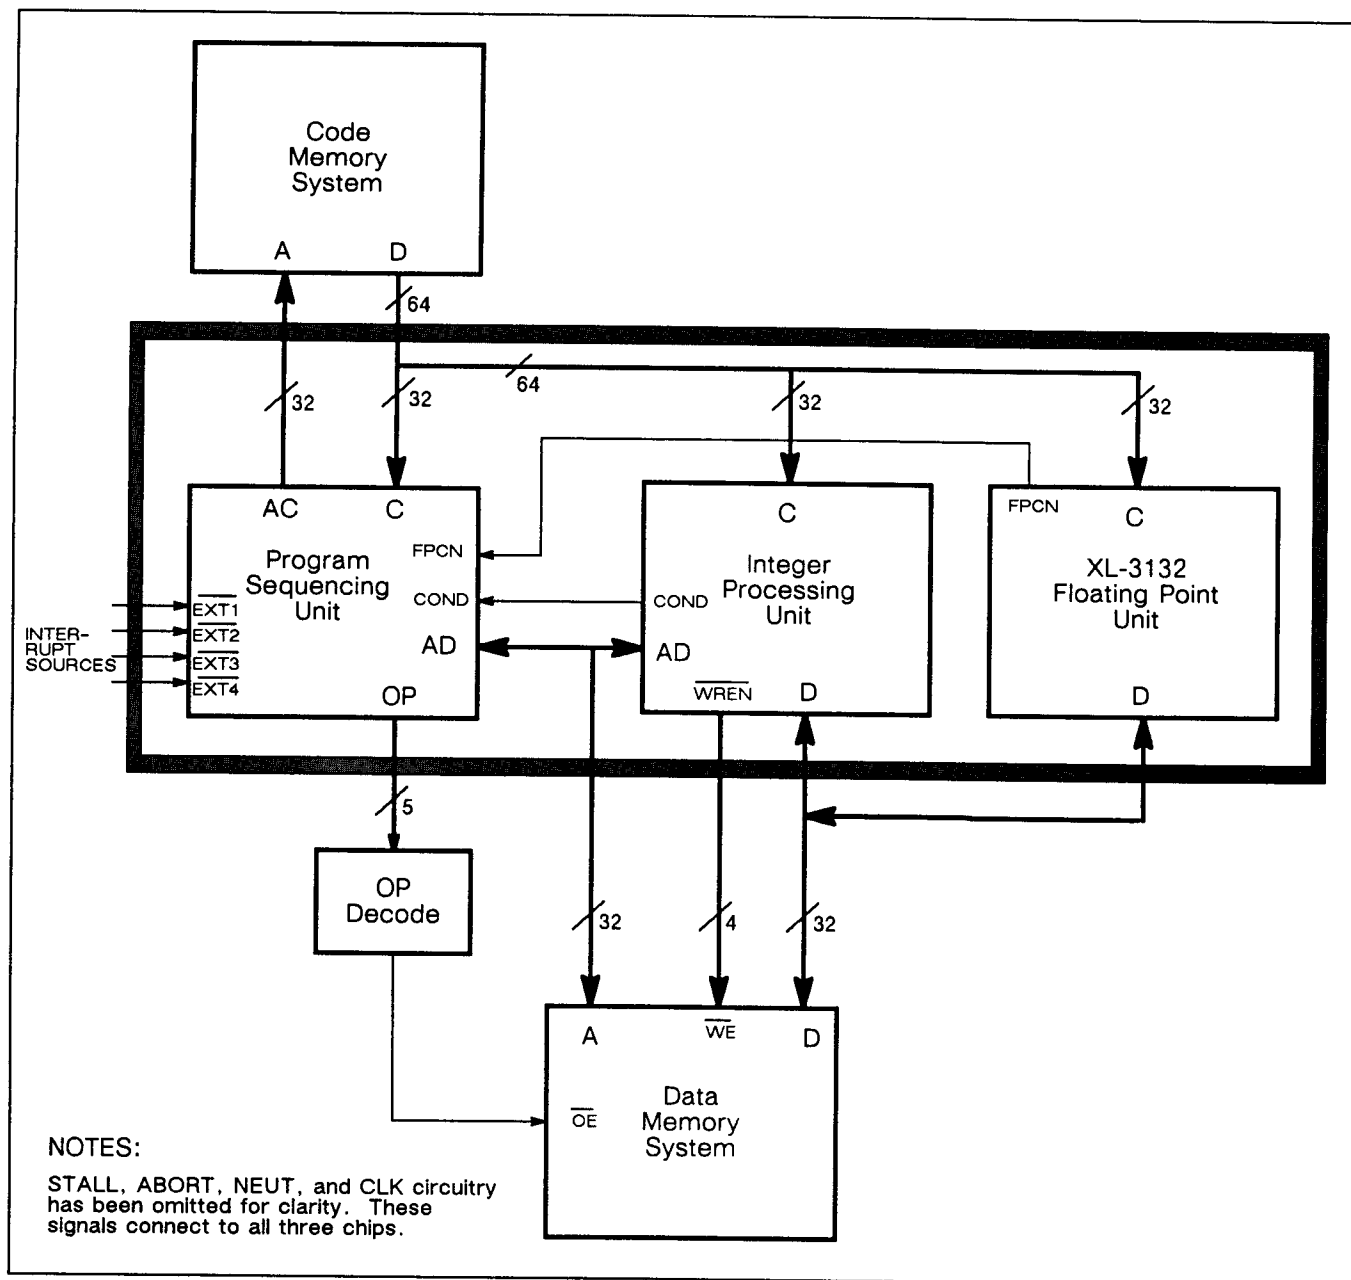 Code
Memory
System
A D
64
64
32 32 32 32
AC C
FPCN
COND
AD
OP
Program
Sequencing
Unit
INTER-
RUPT
SOURCES
EXT1
EXT2
EXT3
EXT4
C
Integer
Processing
Unit
COND
AD
WREN D
FPCN C
XL-3132
Floating Point
Unit
D
5
OP
Decode
32 4 32
A WE D
OE
Data
Memory
System
NOTES:
STALL, ABORT, NEUT, and CLK circuitry
has been omitted for clarity. These
signals connect to all three chips.